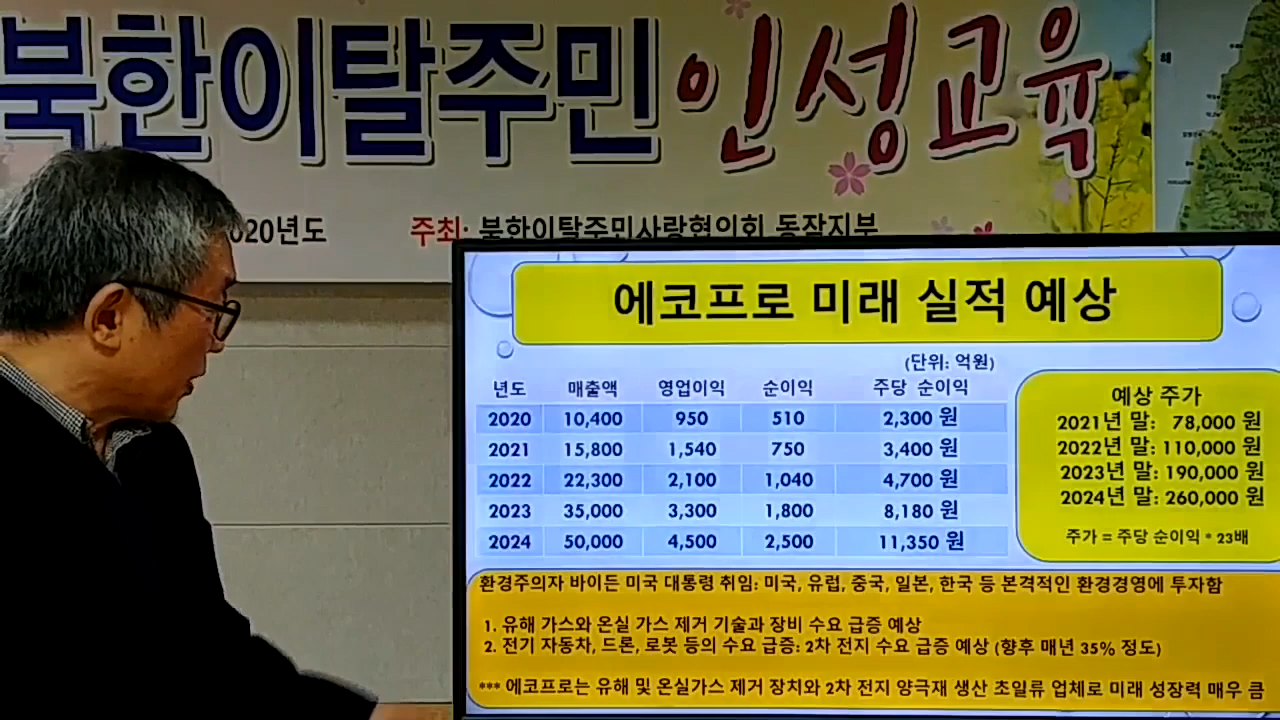 북한이탈주민 인성교육
020년도 주최: 북한이탈주민사랑협의회 동작지부
에코프로 미래 실적 예상
(단위: 억원)
년도 매출액 영업이익 순이익 주당 순이익
2020 10,400 950 510 2,300 원
2021 15,800 1,540 750 3,400 원
2022 22,300 2,100 1,040 4,700 원
2023 35,000 3,300 1,800 8,180 원
2024 50,000 4,500 2,500 11,350 원
예상 주가
2021년 말: 78,000 원
2022년 말: 110,000 원
2023년 말: 190,000 원
2024년 말: 260,000 원
주가 = 주당 순이익 * 23배
환경주의자 바이든 미국 대통령 취임: 미국, 유럽, 중국, 일본, 한국 등 본격적인 환경경영에 투자함
1. 유해 가스와 온실 가스 제거 기술과 장비 수요 급증 예상
2. 전기 자동차, 드론, 로봇 등의 수요 급증: 2차 전지 수요 급증 예상 (향후 매년 35% 정도)
*** 에코프로는 유해 및 온실가스 제거 장치와 2차 전지 양극재 생산 초일류 업체로 미래 성장력 매우 큼